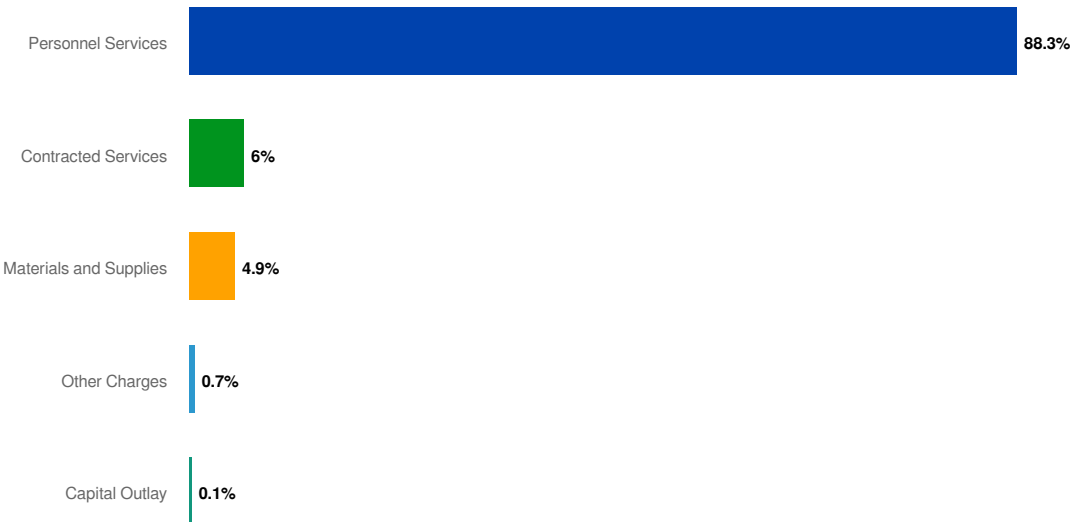 Personnel Services 88.3%
Contracted Services 6%
Materials and Supplies 4.9%
Other Charges 0.7%
Capital Outlay 0.1%